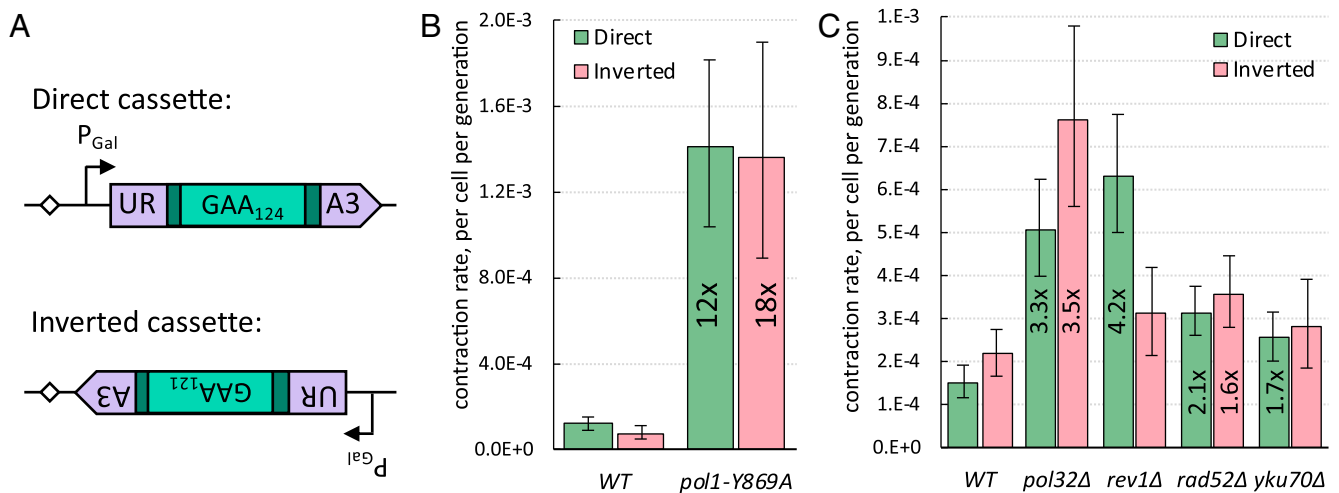 A
Direct cassette:
PGal
UR GAA124 A3
Inverted cassette:
A3 GAA121 UR
PGal
B
contraction rate, per cell per generation
2.0E-3
1.6E-3
1.2E-3
8.0E-4
4.0E-4
0.0E+0
Direct
Inverted
12x
18x
WT pol1-Y869A
C
contraction rate, per cell per generation
1.E-3
9.E-4
8.E-4
7.E-4
6.E-4
5.E-4
4.E-4
3.E-4
2.E-4
1.E-4
0.E+0
Direct
Inverted
3.3x
3.5x
4.2x
2.1x
1.6x
1.7x
WT pol32Δ rev1Δ rad52Δ yku70Δ